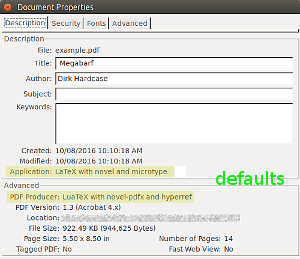 Document Properties
Description Security Fonts Advanced
Description
File: example.pdf
Title: Megabarf
Author: Dirk Hardcase
Subject:
Keywords:
Created: 10/08/2016 10:10:18 AM
Modified: 10/08/2016 10:10:18 AM
Application: LaTeX with novel and microtype
defaults
Advanced
PDF Producer: LuaTeX with novel-pdfx and hyperref
PDF Version: 1.3 (Acrobat 4.x)
Location:
File Size: 922.49 KB (944,625 Bytes)
Page Size: 5.50 x 8.50 in Number of Pages: 14
Tagged PDF: No Fast Web View: No